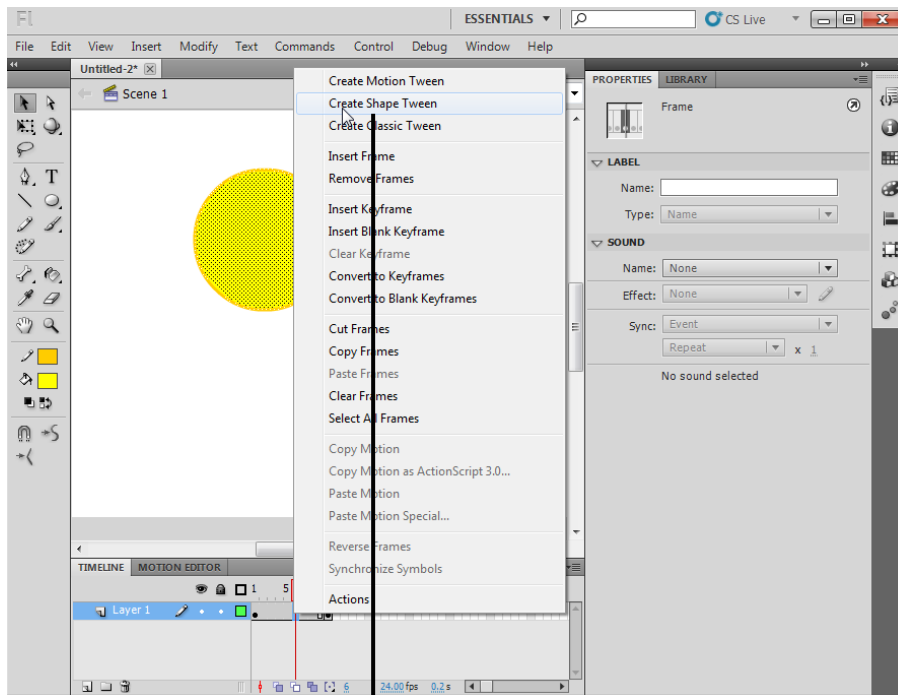 Fl
ESSENTIALS
CS Live
File Edit View Insert Modify Text Commands Control Debug Window Help
Untitled-2*
Scene 1
Create Motion Tween
Create Shape Tween
Create Classic Tween
Insert Frame
Remove Frames
Insert Keyframe
Insert Blank Keyframe
Clear Keyframe
Convert to Keyframes
Convert to Blank Keyframes
Cut Frames
Copy Frames
Paste Frames
Clear Frames
Select All Frames
Copy Motion
Copy Motion as ActionScript 3.0...
Paste Motion
Paste Motion Special...
Reverse Frames
Synchronize Symbols
Actions
PROPERTIES LIBRARY
Frame
LABEL
Name:
Type: Name
SOUND
Name: None
Effect: None
Sync: Event
Repeat x 1
No sound selected
TIMELINE MOTION EDITOR
1 5
Layer 1
6 24.00 fps 0.2 s